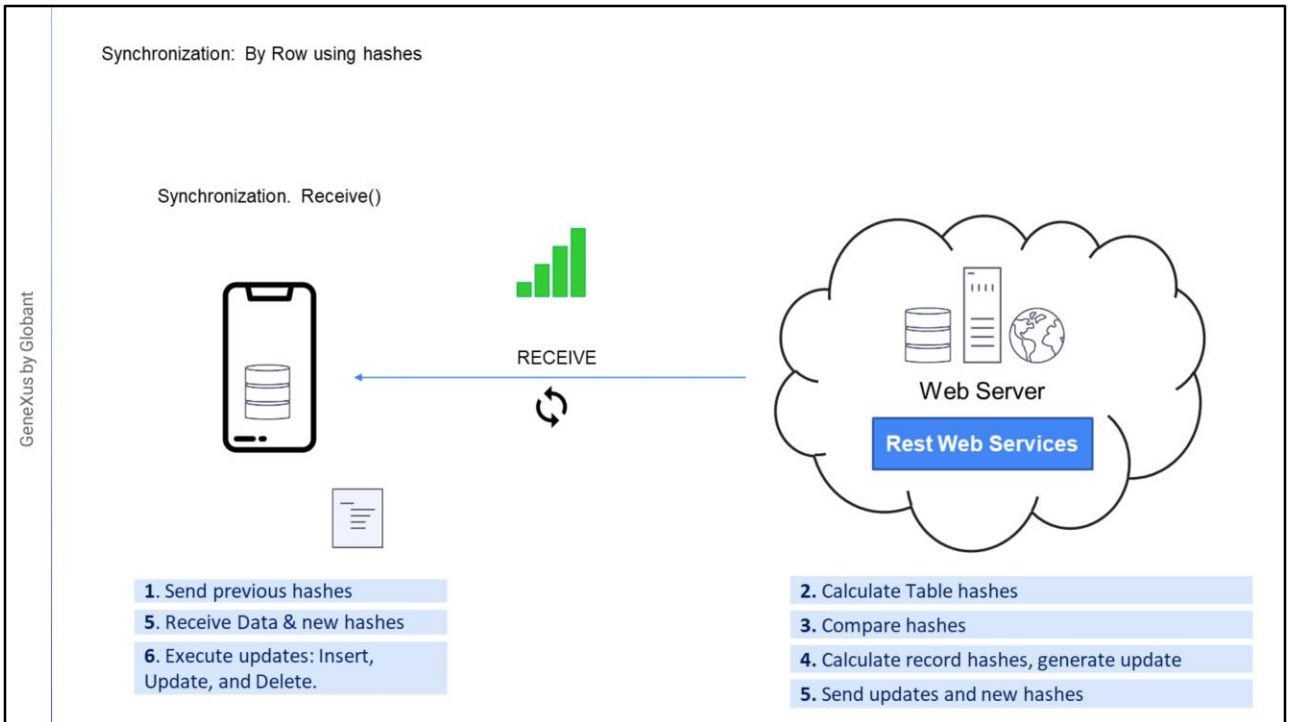 Synchronization: By Row using hashes
Synchronization. Receive()
GeneXus by Globant
RECEIVE
Web Server
Rest Web Services
1. Send previous hashes
5. Receive Data & new hashes
6. Execute updates: Insert,
Update, and Delete.
2. Calculate Table hashes
3. Compare hashes
4. Calculate record hashes, generate update
5. Send updates and new hashes